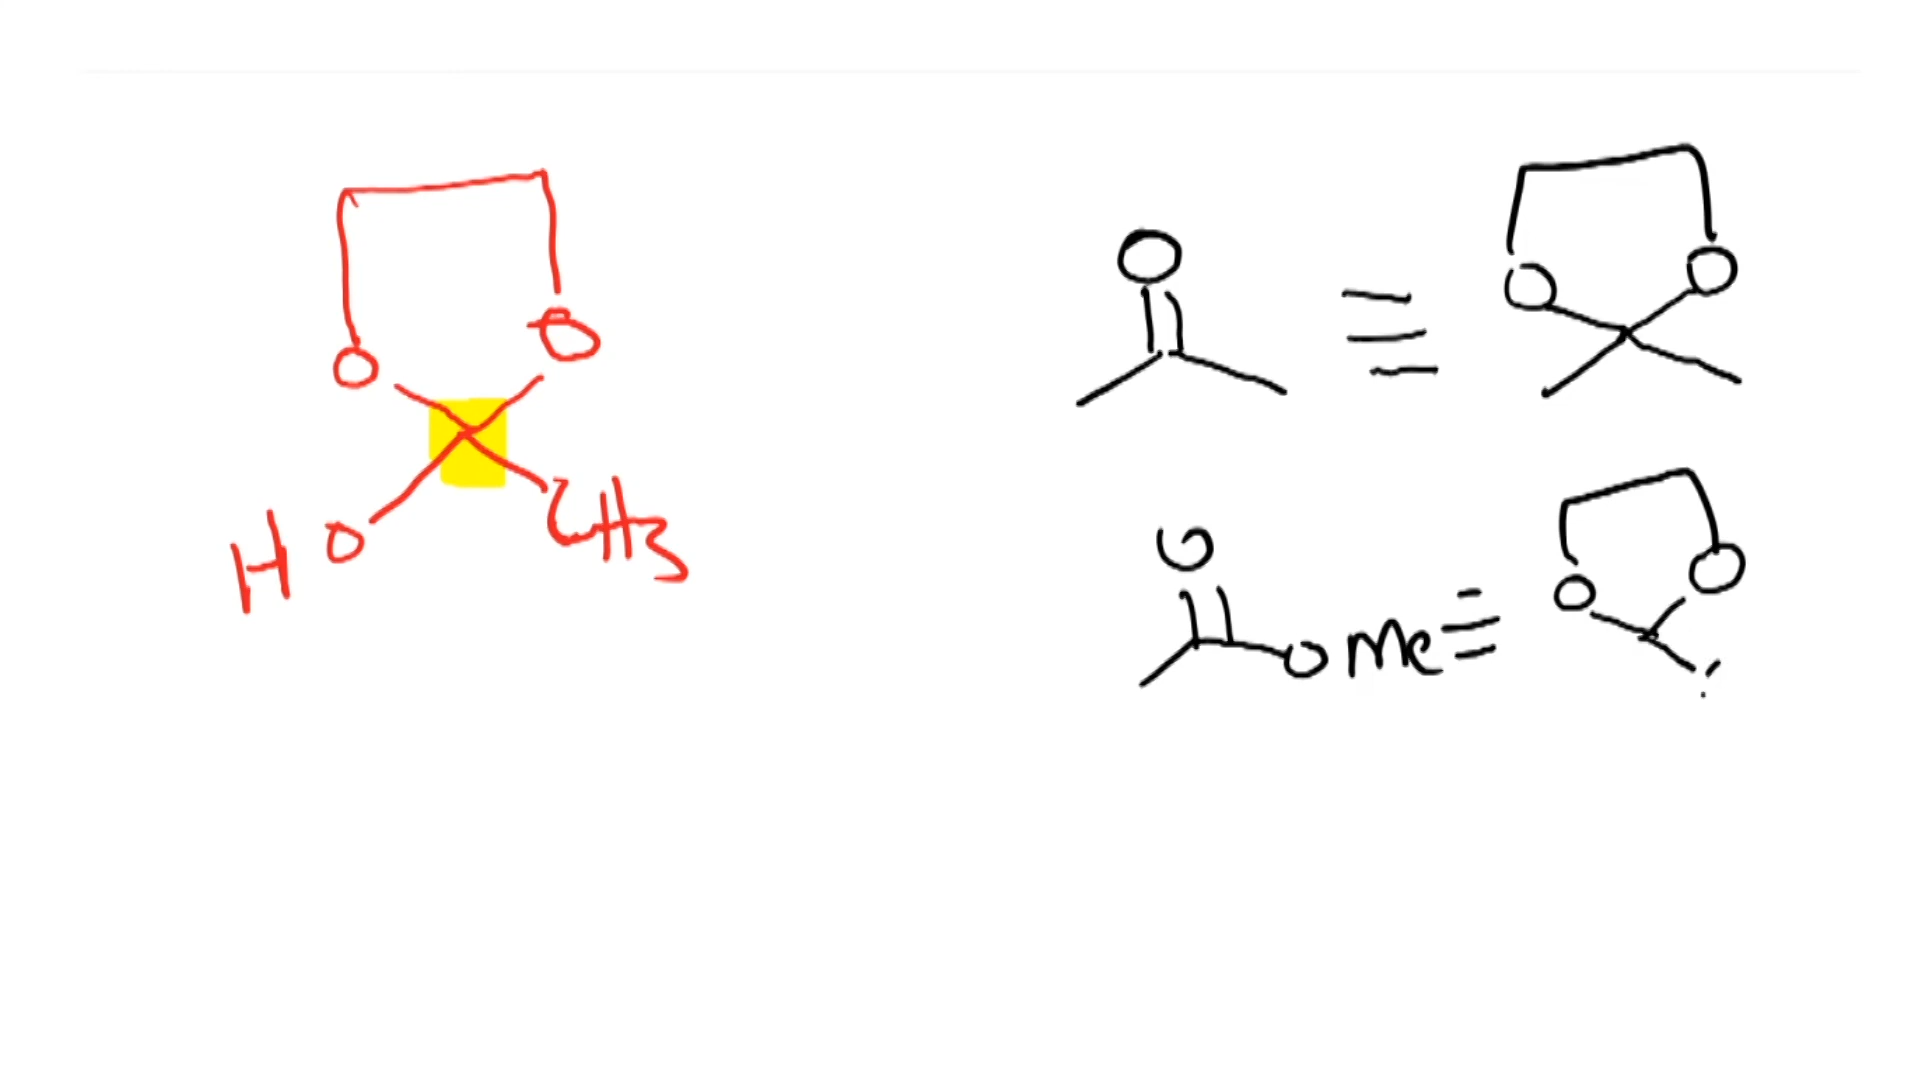 O O
HO CH3
O ≡ O O
O
OMe ≡ O O